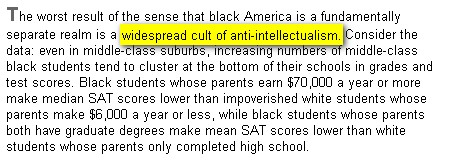 The worst result of the sense that black America is a fundamentally
separate realm is a widespread cult of anti-intellectualism. Consider the
data: even in middle-class suburbs, increasing numbers of middle-class
black students tend to cluster at the bottom of their schools in grades and
test scores. Black students whose parents earn $70,000 a year or more
make median SAT scores lower than impoverished white students whose
parents make $6,000 a year or less, while black students whose parents
both have graduate degrees make mean SAT scores lower than white
students whose parents only completed high school.